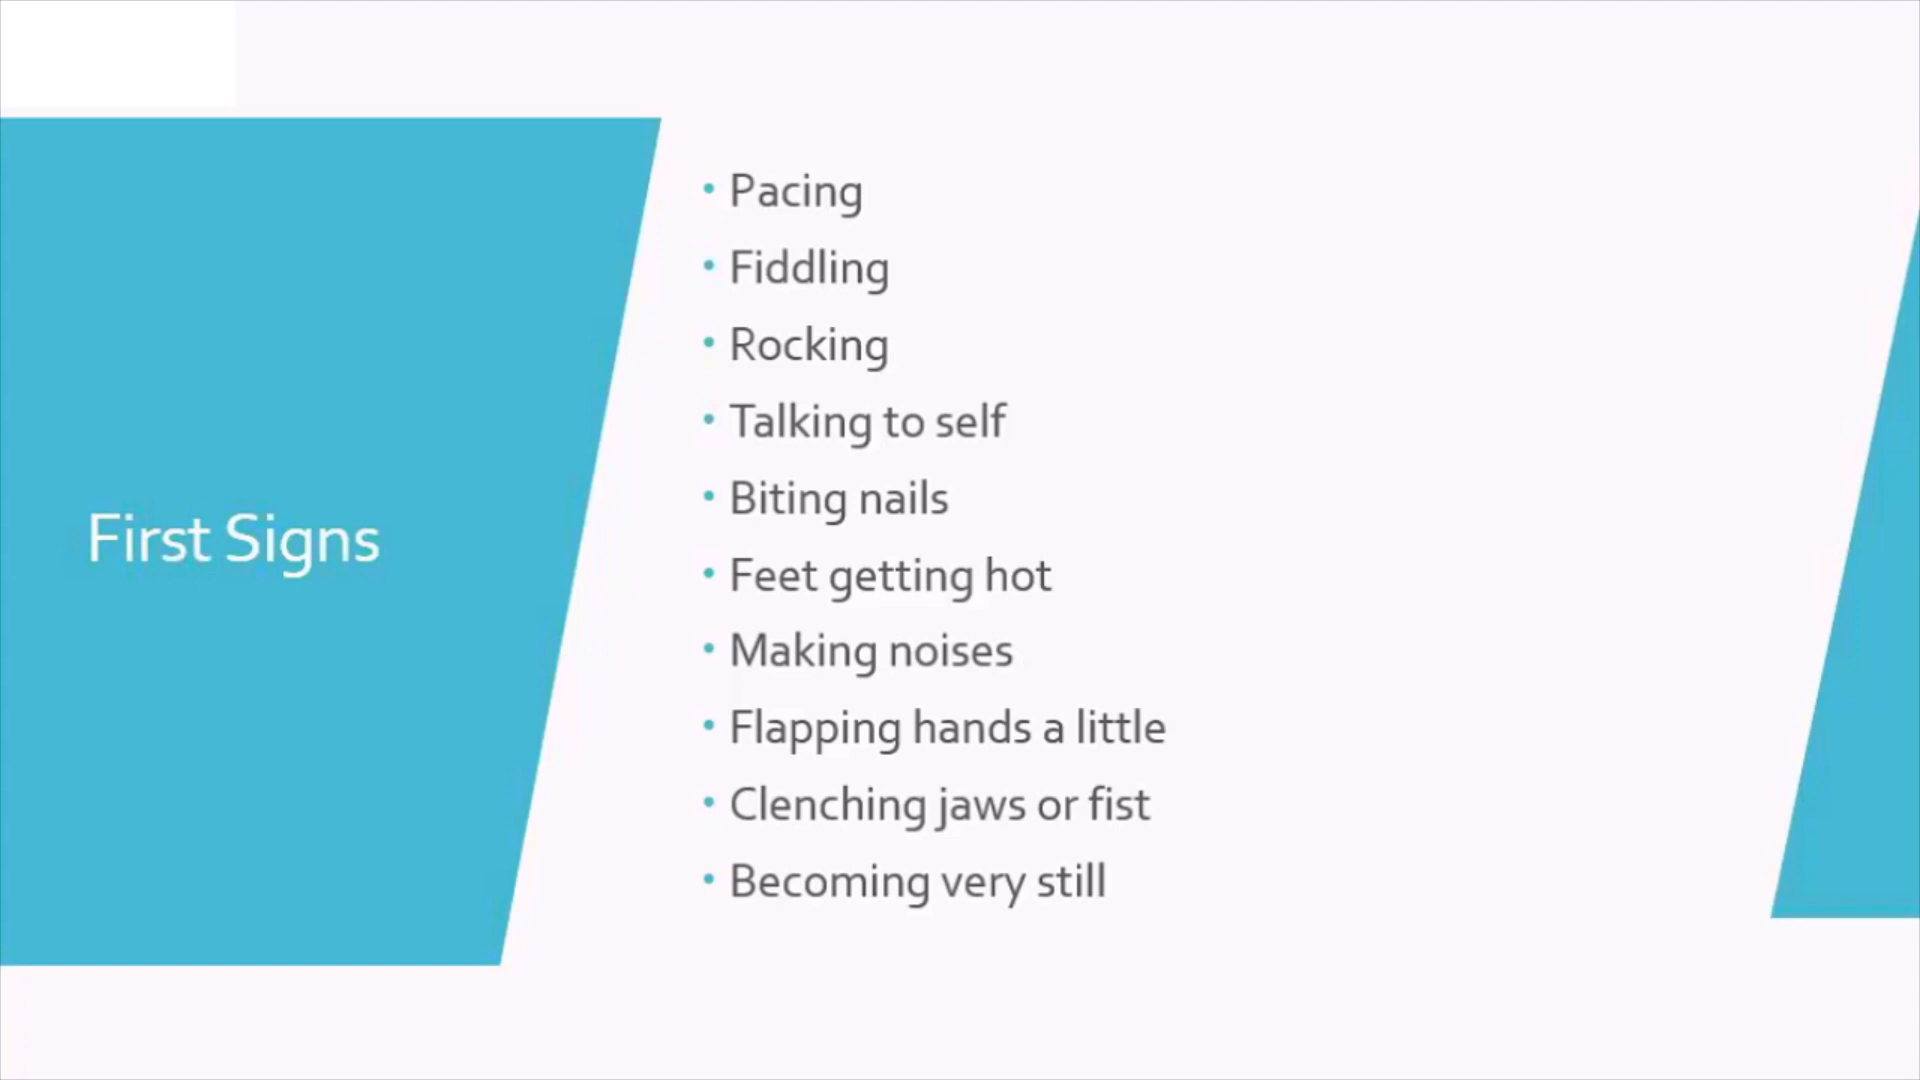 First Signs
• Pacing
• Fiddling
• Rocking
• Talking to self
• Biting nails
• Feet getting hot
• Making noises
• Flapping hands a little
• Clenching jaws or fist
• Becoming very still